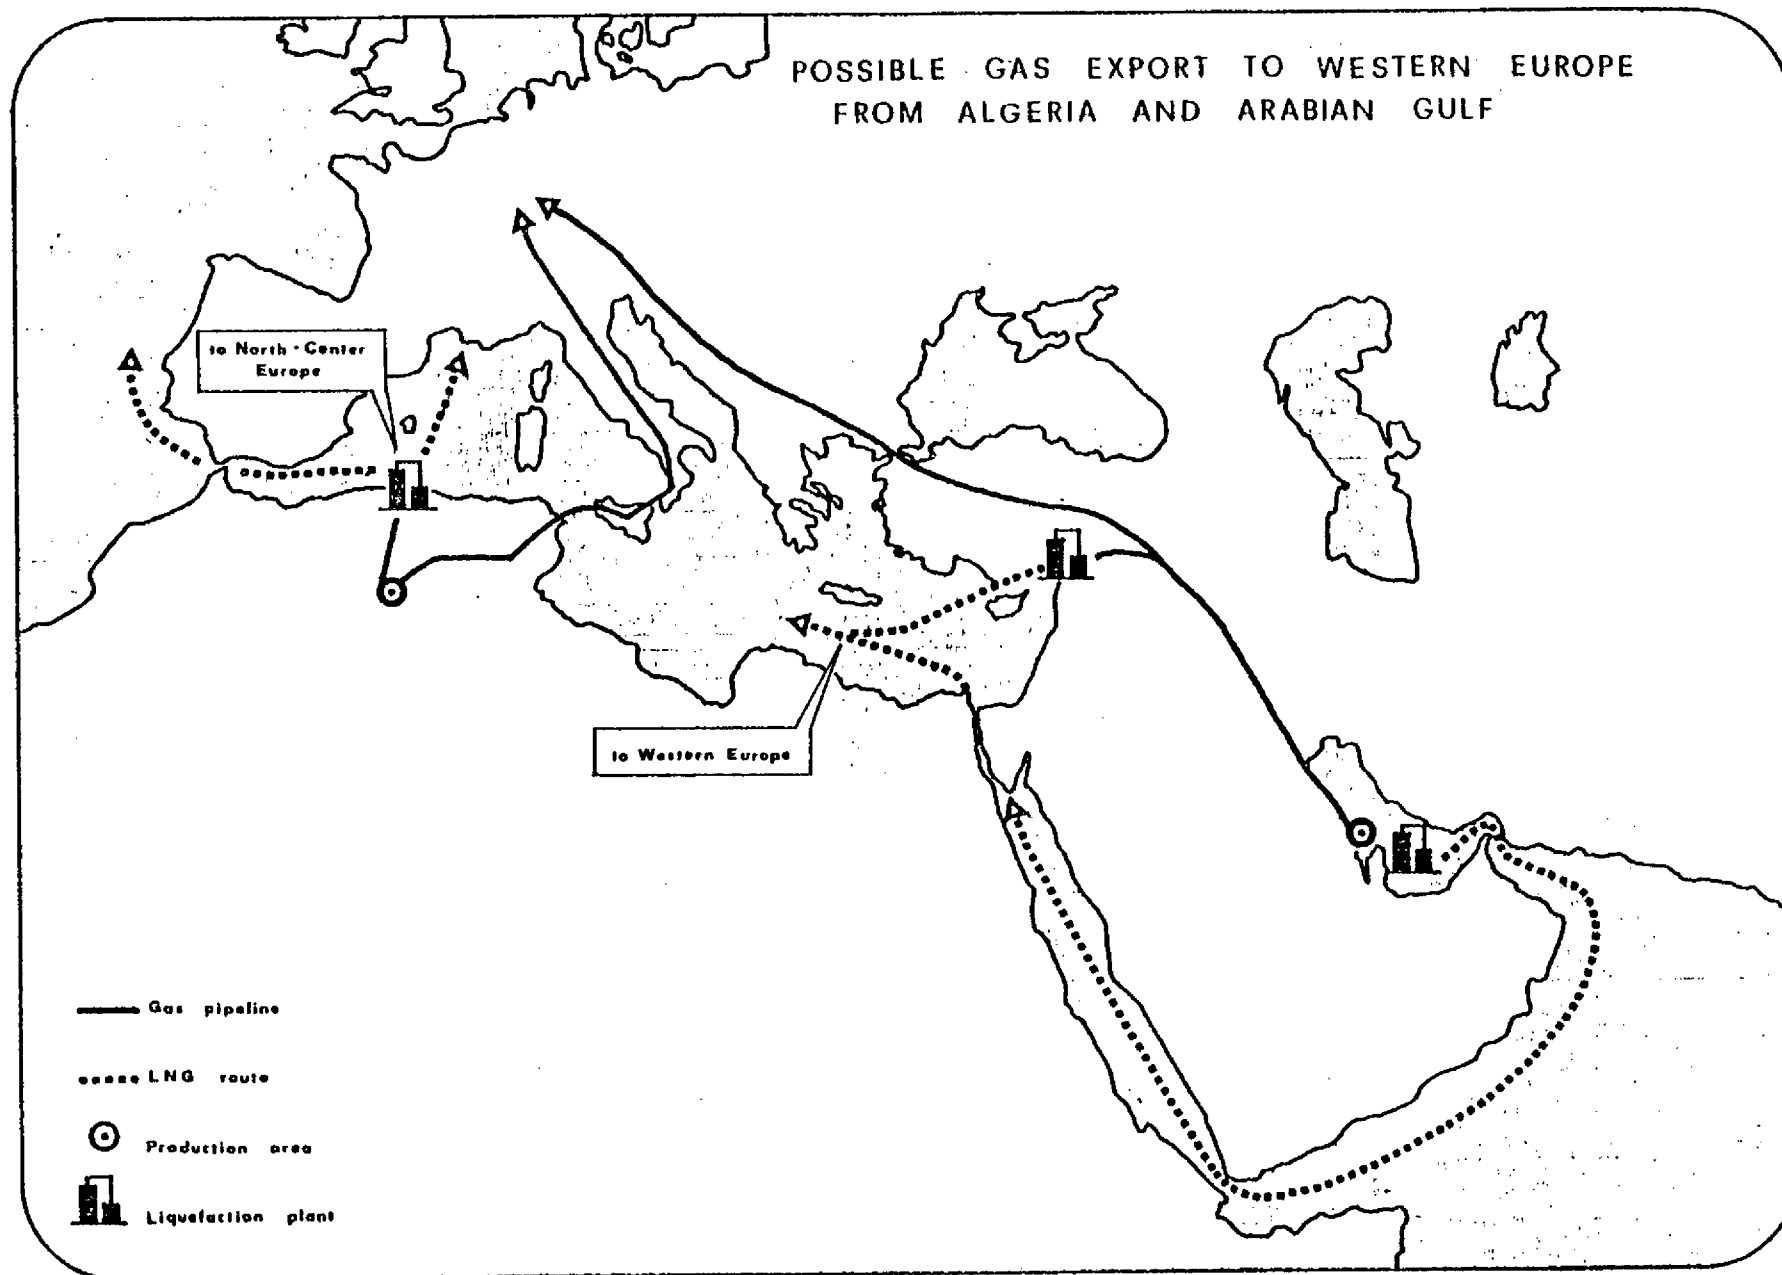 POSSIBLE GAS EXPORT TO WESTERN EUROPE
FROM ALGERIA AND ARABIAN GULF
to North-Center
Europe
to Western Europe
Gas pipeline
LNG route
Production area
Liquefaction plant